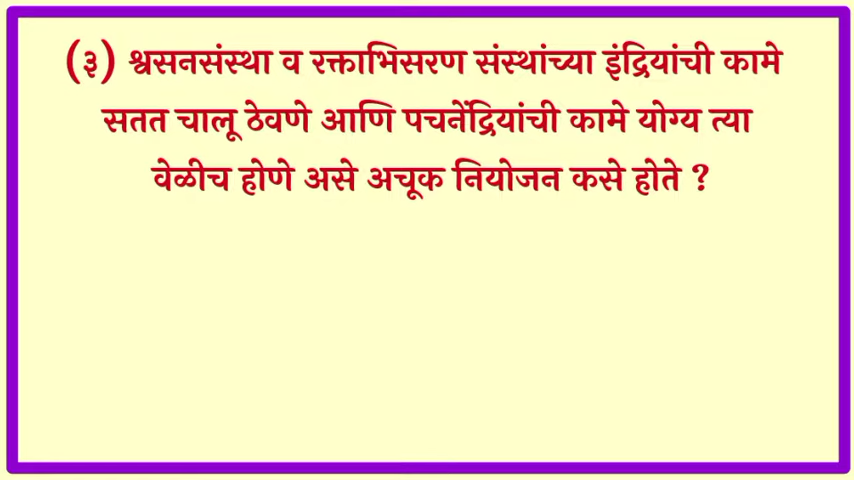 (३) श्वसनसंस्था व रक्ताभिसरण संस्थांच्या इंद्रियांची कामे
सतत चालू ठेवणे आणि पचनेंद्रियांची कामे योग्य त्या
वेळीच होणे असे अचूक नियोजन कसे होते ?